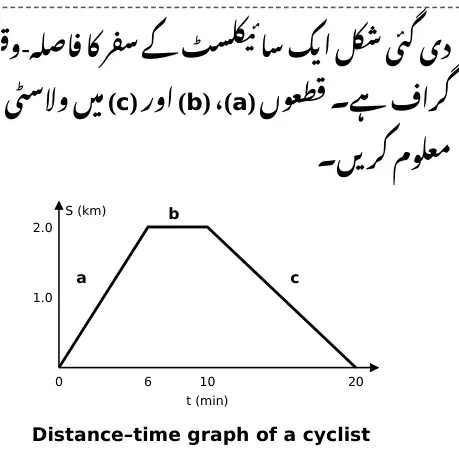 دی گئی شکل ایک سائیکلسٹ کے سفر کا فاصلہ-وق
گراف ہے۔ قطعوں (a)، (b) اور (c) میں ولاسٹی
معلوم کریں۔
S (km)
b
2.0
a
c
1.0
0 6 10 20
t (min)
Distance–time graph of a cyclist